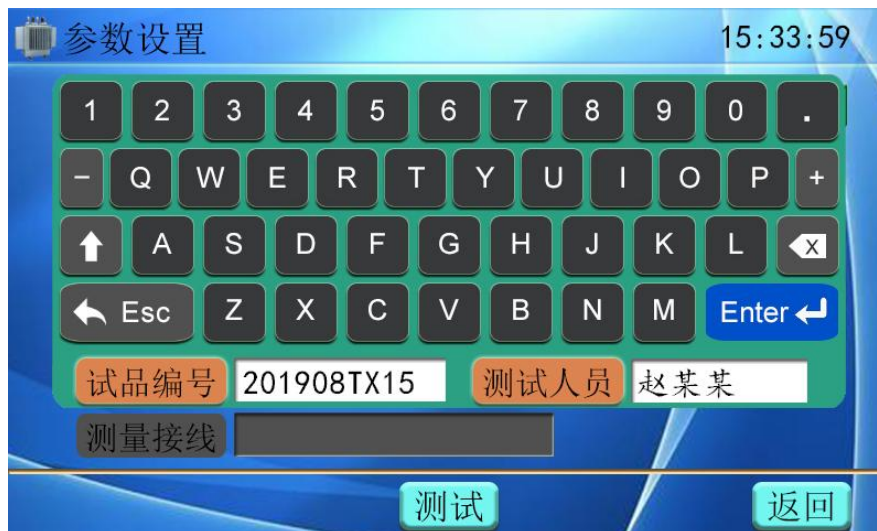 参数设置 15:33:59
1 2 3 4 5 6 7 8 9 0 .
- Q W E R T Y U I O P +
A S D F G H J K L X
Esc Z X C V B N M Enter
试品编号 201908TX15 测试人员 赵某某
测量接线
测试 返回